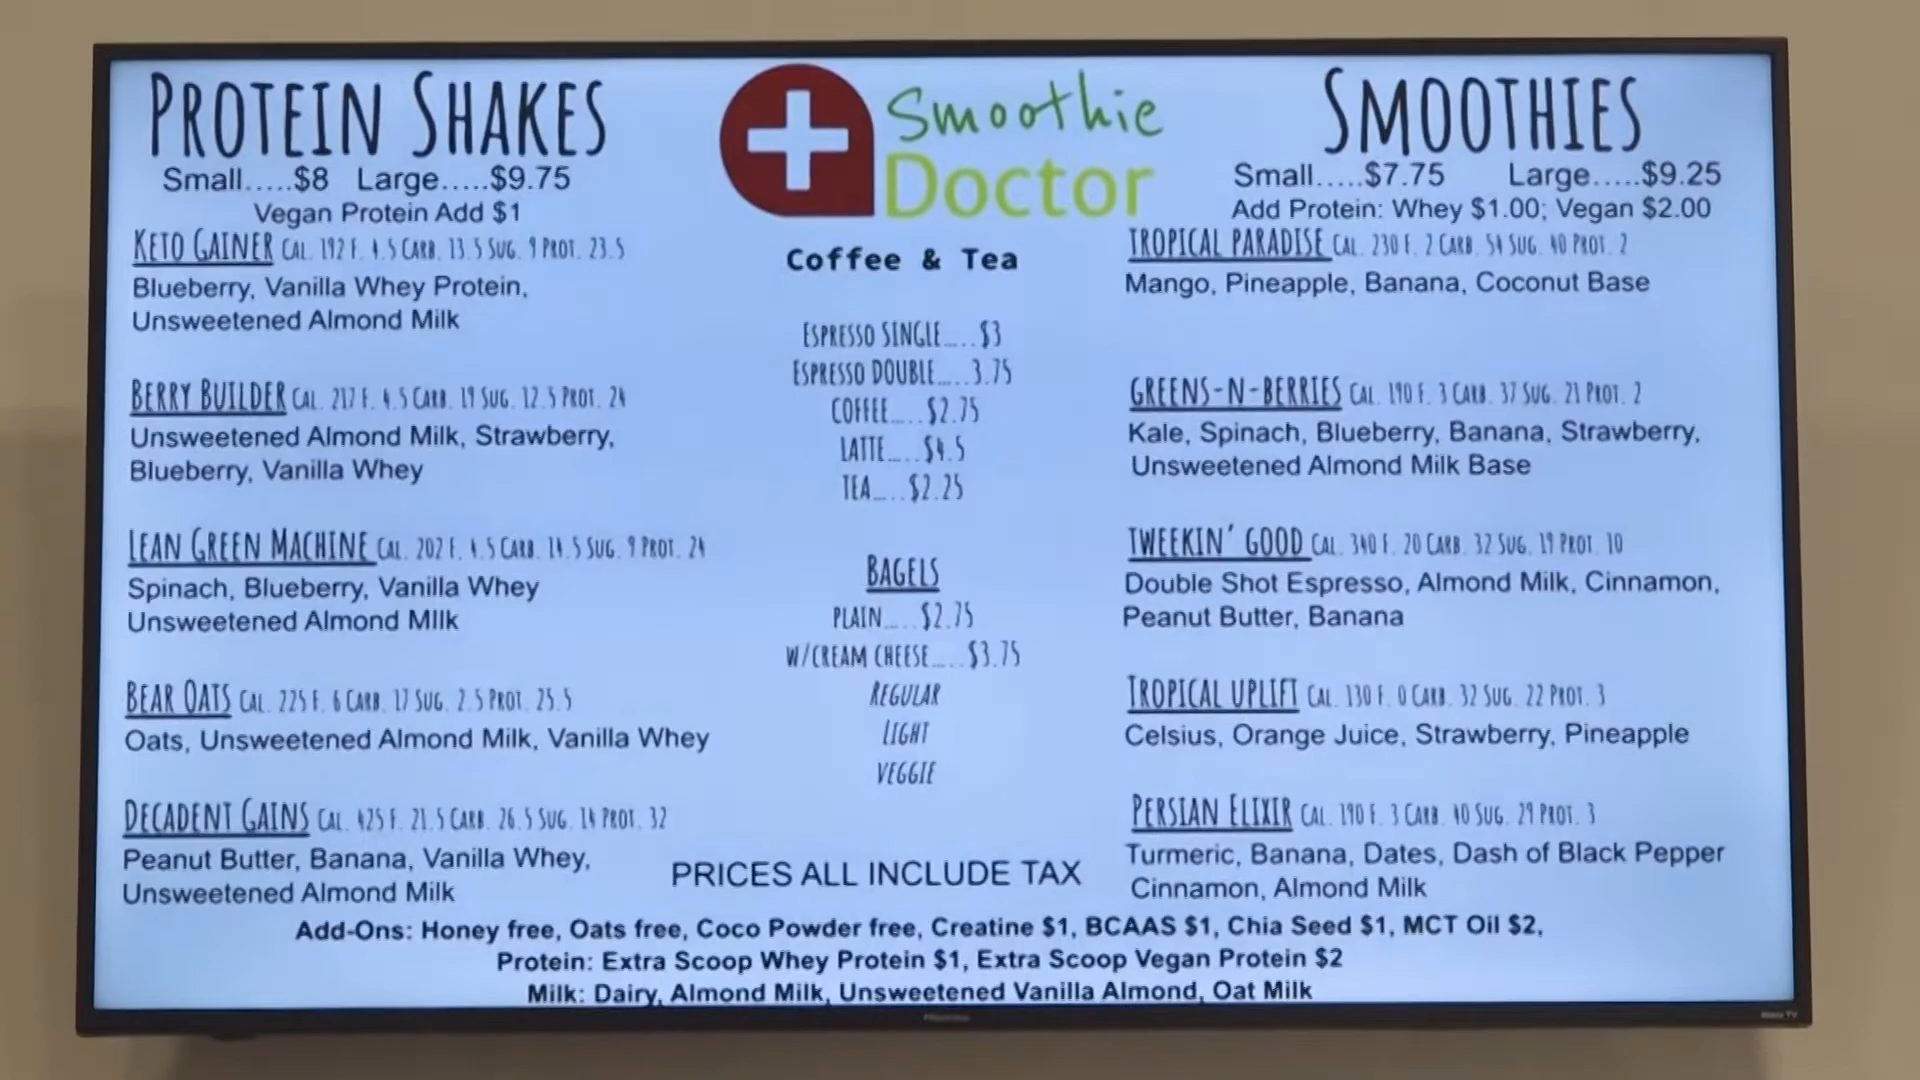 PROTEIN SHAKES
Small.....$8 Large.....$9.75
Vegan Protein Add $1
KETO GAINER CAL. 192 F. 4.5 CARB. 13.5 SUG. 9 PROT. 23.5
Blueberry, Vanilla Whey Protein,
Unsweetened Almond Milk
BERRY BUILDER CAL. 217 F. 4.5 CARB. 19 SUG. 12.5 PROT. 24
Unsweetened Almond Milk, Strawberry,
Blueberry, Vanilla Whey
LEAN GREEN MACHINE CAL. 202 F. 4.5 CARB. 14.5 SUG. 9 PROT. 24
Spinach, Blueberry, Vanilla Whey
Unsweetened Almond MIlk
BEAR OATS CAL. 225 F. 6 CARB. 17 SUG. 2.5 PROT. 25.5
Oats, Unsweetened Almond Milk, Vanilla Whey
DECADENT GAINS CAL. 425 F. 21.5 CARB. 26.5 SUG. 14 PROT. 32
Peanut Butter, Banana, Vanilla Whey,
Unsweetened Almond Milk
Smoothie
Doctor
Coffee & Tea
ESPRESSO SINGLE.....$3
ESPRESSO DOUBLE.....3.75
COFFEE.....$2.75
LATTE.....$4.5
TEA.....$2.25
BAGELS
PLAIN.....$2.75
W/CREAM CHEESE.....$3.75
REGULAR
LIGHT
VEGGIE
PRICES ALL INCLUDE TAX
SMOOTHIES
Small.....$7.75 Large.....$9.25
Add Protein: Whey $1.00; Vegan $2.00
TROPICAL PARADISE CAL. 230 F. 2 CARB. 54 SUG. 40 PROT. 2
Mango, Pineapple, Banana, Coconut Base
GREENS-N-BERRIES CAL. 190 F. 3 CARB. 37 SUG. 21 PROT. 2
Kale, Spinach, Blueberry, Banana, Strawberry,
Unsweetened Almond Milk Base
TWEEKIN' GOOD CAL. 340 F. 20 CARB. 32 SUG. 19 PROT. 10
Double Shot Espresso, Almond Milk, Cinnamon,
Peanut Butter, Banana
TROPICAL UPLIFT CAL. 130 F. 0 CARB. 32 SUG. 22 PROT. 3
Celsius, Orange Juice, Strawberry, Pineapple
PERSIAN ELIXIR CAL. 190 F. 3 CARB. 40 SUG. 29 PROT. 3
Turmeric, Banana, Dates, Dash of Black Pepper
Cinnamon, Almond Milk
Add-Ons: Honey free, Oats free, Coco Powder free, Creatine $1, BCAAS $1, Chia Seed $1, MCT Oil $2,
Protein: Extra Scoop Whey Protein $1, Extra Scoop Vegan Protein $2
Milk: Dairy, Almond Milk, Unsweetened Vanilla Almond, Oat Milk